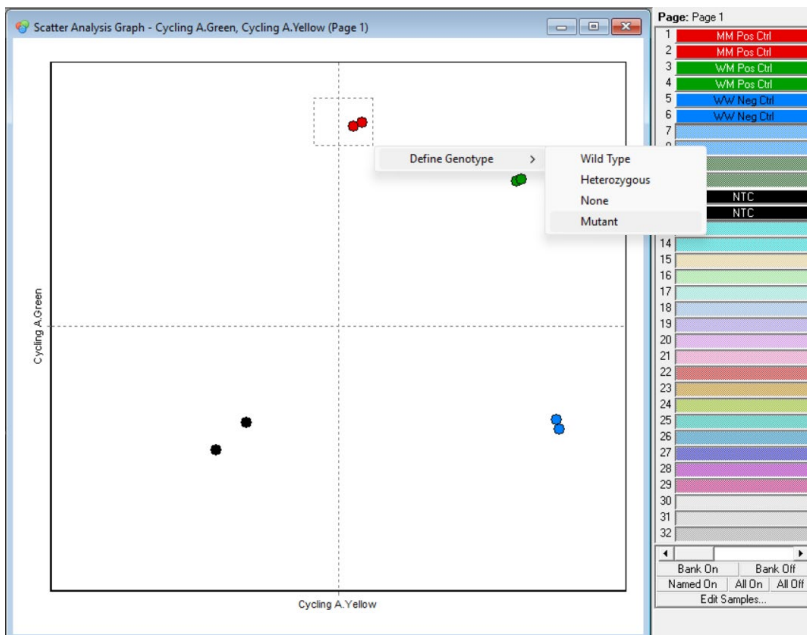 Scatter Analysis Graph - Cycling A.Green, Cycling A.Yellow (Page 1)
Cycling A.Green
Cycling A.Yellow
Define Genotype >
Wild Type
Heterozygous
None
Mutant
Page: Page 1
1 MM Pos Ctrl
2 MM Pos Ctrl
3 WM Pos Ctrl
4 WM Pos Ctrl
5 WW Neg Ctrl
6 WW Neg Ctrl
7
NTC
NTC
14
15
16
17
18
19
20
21
22
23
24
25
26
27
28
29
30
31
32
Bank On Bank Off
Named On All On All Off
Edit Samples...